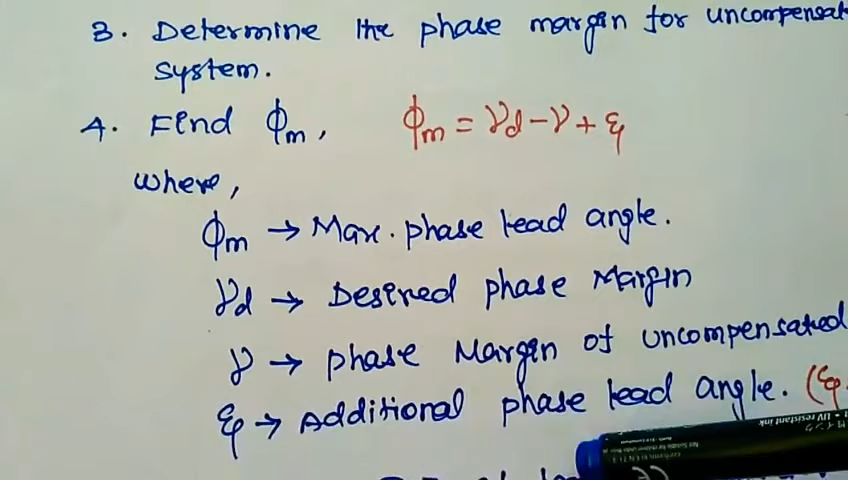 3. Determine the phase margin for uncompensat
system.
4. Find ϕm, ϕm = γd - γ + ε
where,
ϕm → Max. phase lead angle.
γd → Desired phase Margin
γ → phase Margin of uncompensated
ε → Additional phase lead angle. (ε